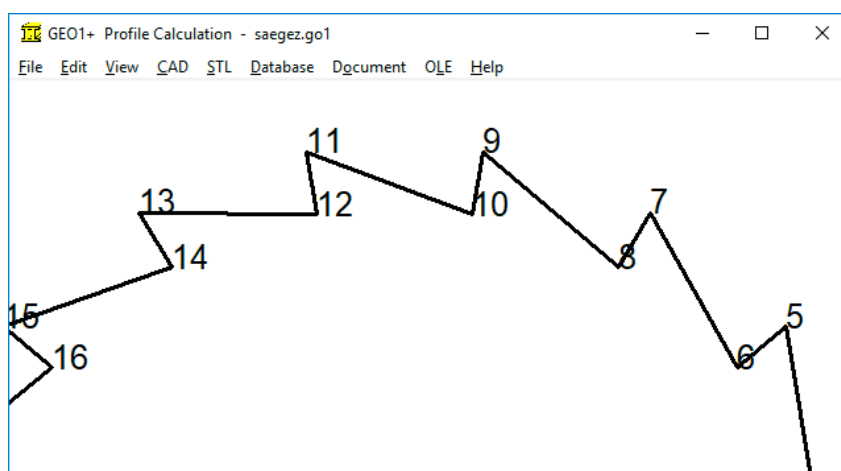 GEO1+ Profile Calculation - saegez.go1
File Edit View CAD STL Database Document OLE Help
11 9
13 12 10 7
14 8
15 5
16 6